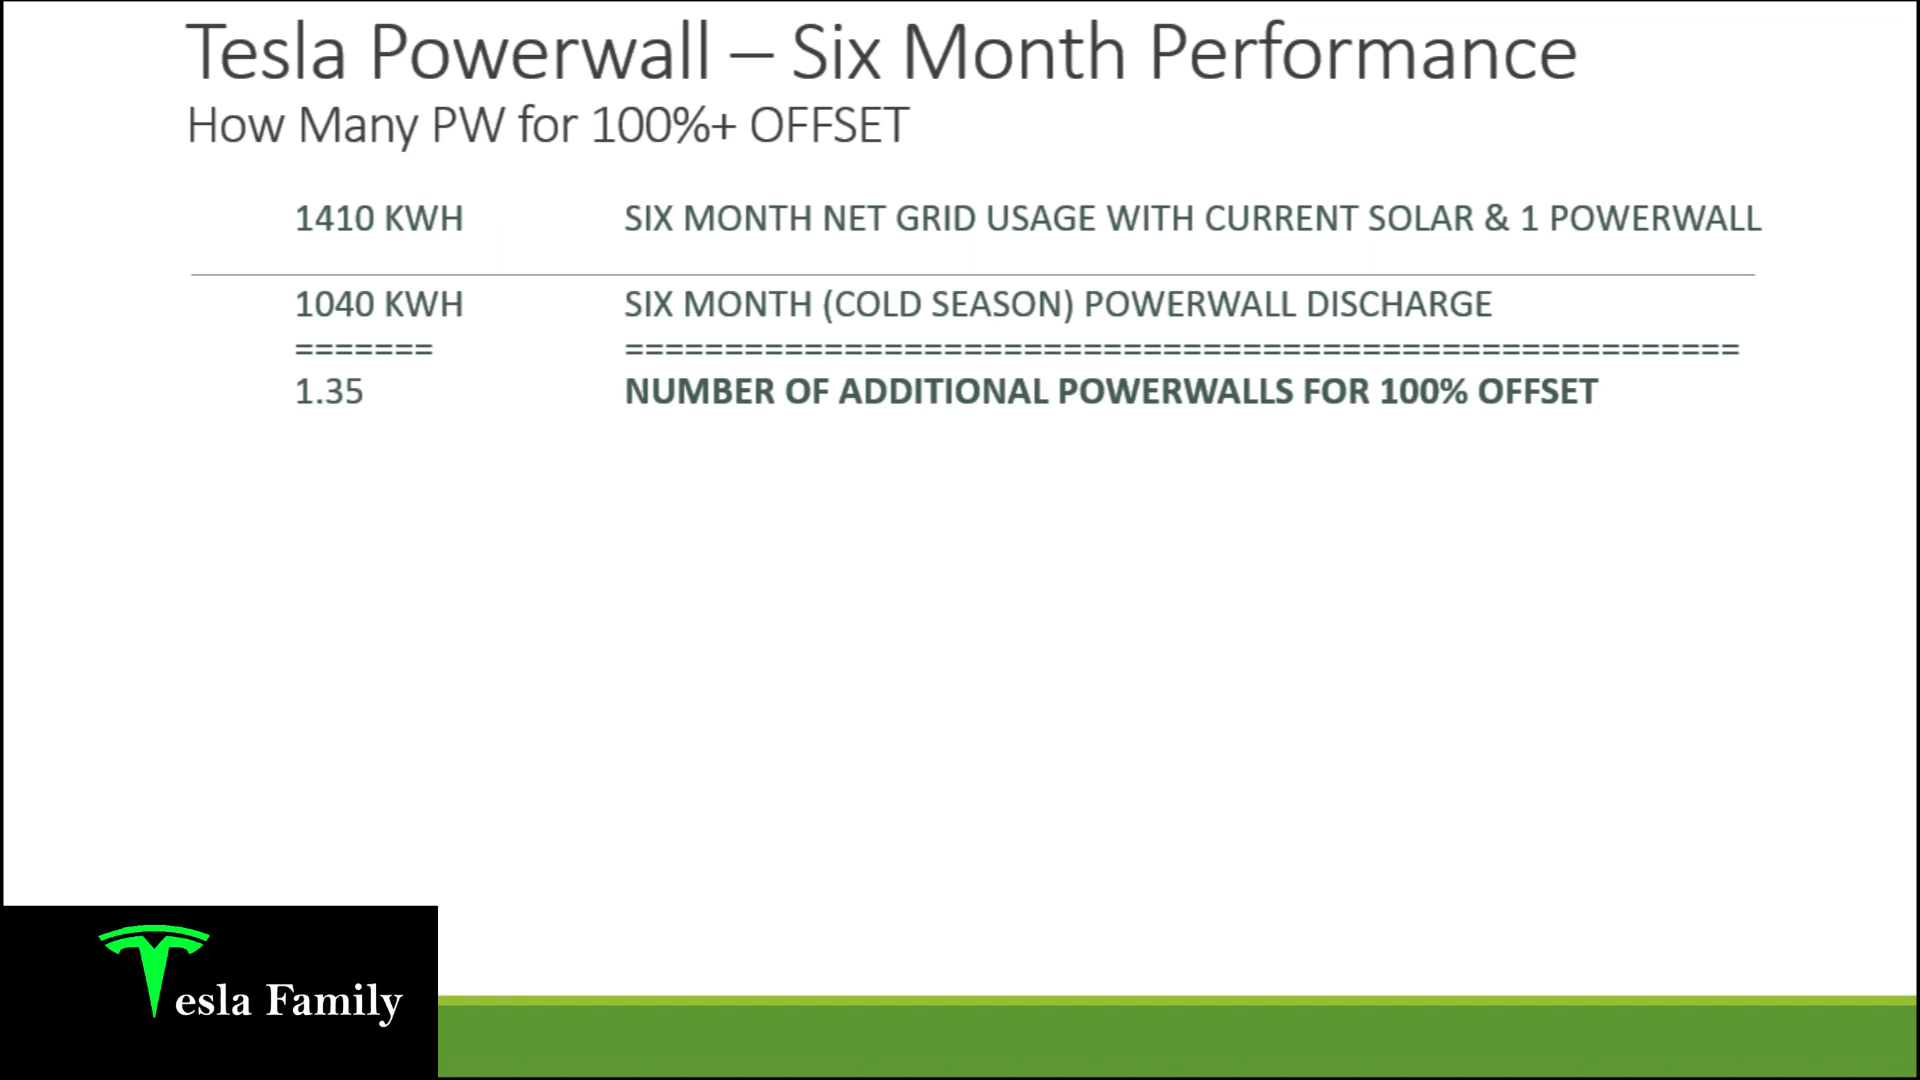 Tesla Powerwall – Six Month Performance
How Many PW for 100%+ OFFSET
1410 KWH SIX MONTH NET GRID USAGE WITH CURRENT SOLAR & 1 POWERWALL
1040 KWH SIX MONTH (COLD SEASON) POWERWALL DISCHARGE
======= ========================================================
1.35 NUMBER OF ADDITIONAL POWERWALLS FOR 100% OFFSET
Tesla Family